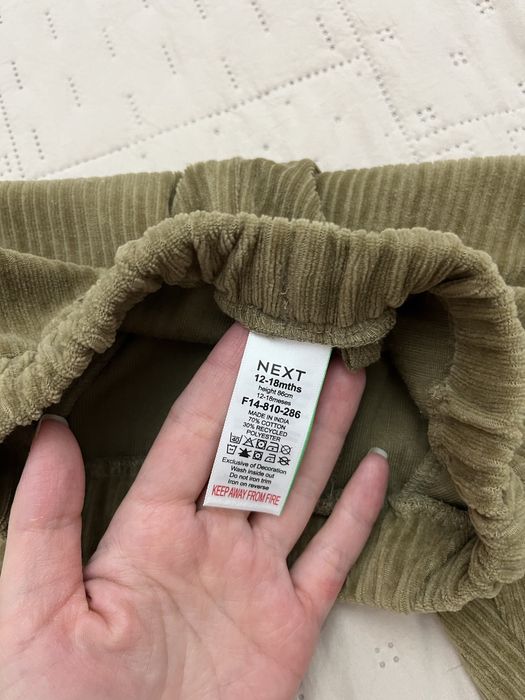 NEXT
12-18mths
height 86cm
12-18meses
F14-810-286
MADE IN INDIA
70% COTTON
30% RECYCLED
POLYESTER
Exclusive of Decoration
Wash inside out
Do not iron trim
Iron on reverse
KEEP AWAY FROM FIRE